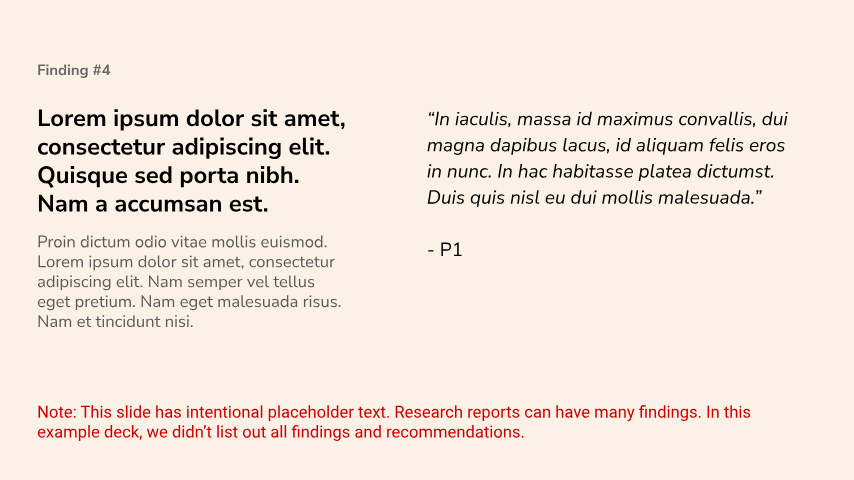 Finding #4
Lorem ipsum dolor sit amet,
consectetur adipiscing elit.
Quisque sed porta nibh.
Nam a accumsan est.
Proin dictum odio vitae mollis euismod.
Lorem ipsum dolor sit amet, consectetur
adipiscing elit. Nam semper vel tellus
eget pretium. Nam eget malesuada risus.
Nam et tincidunt nisi.
“In iaculis, massa id maximus convallis, dui
magna dapibus lacus, id aliquam felis eros
in nunc. In hac habitasse platea dictumst.
Duis quis nisl eu dui mollis malesuada.”
- P1
Note: This slide has intentional placeholder text. Research reports can have many findings. In this
example deck, we didn’t list out all findings and recommendations.